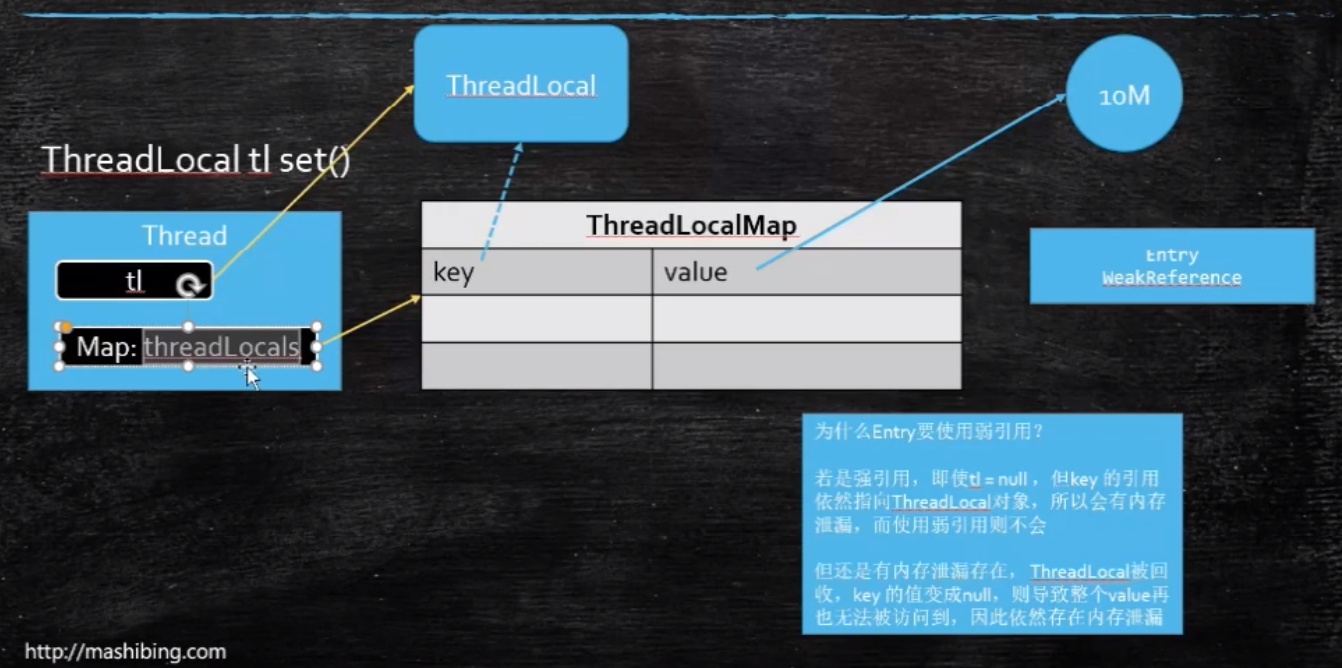 ThreadLocal
10M
ThreadLocal tl set()
Thread
tl
Map: threadLocals
ThreadLocalMap
key value
Entry
WeakReference
为什么Entry要使用弱引用？
若是强引用，即使tl = null ，但key 的引用
依然指向ThreadLocal对象，所以会有内存
泄漏，而使用弱引用则不会
但还是有内存泄漏存在， ThreadLocal被回
收，key 的值变成null，则导致整个value再
也无法被访问到，因此依然存在内存泄漏
http://mashibing.com